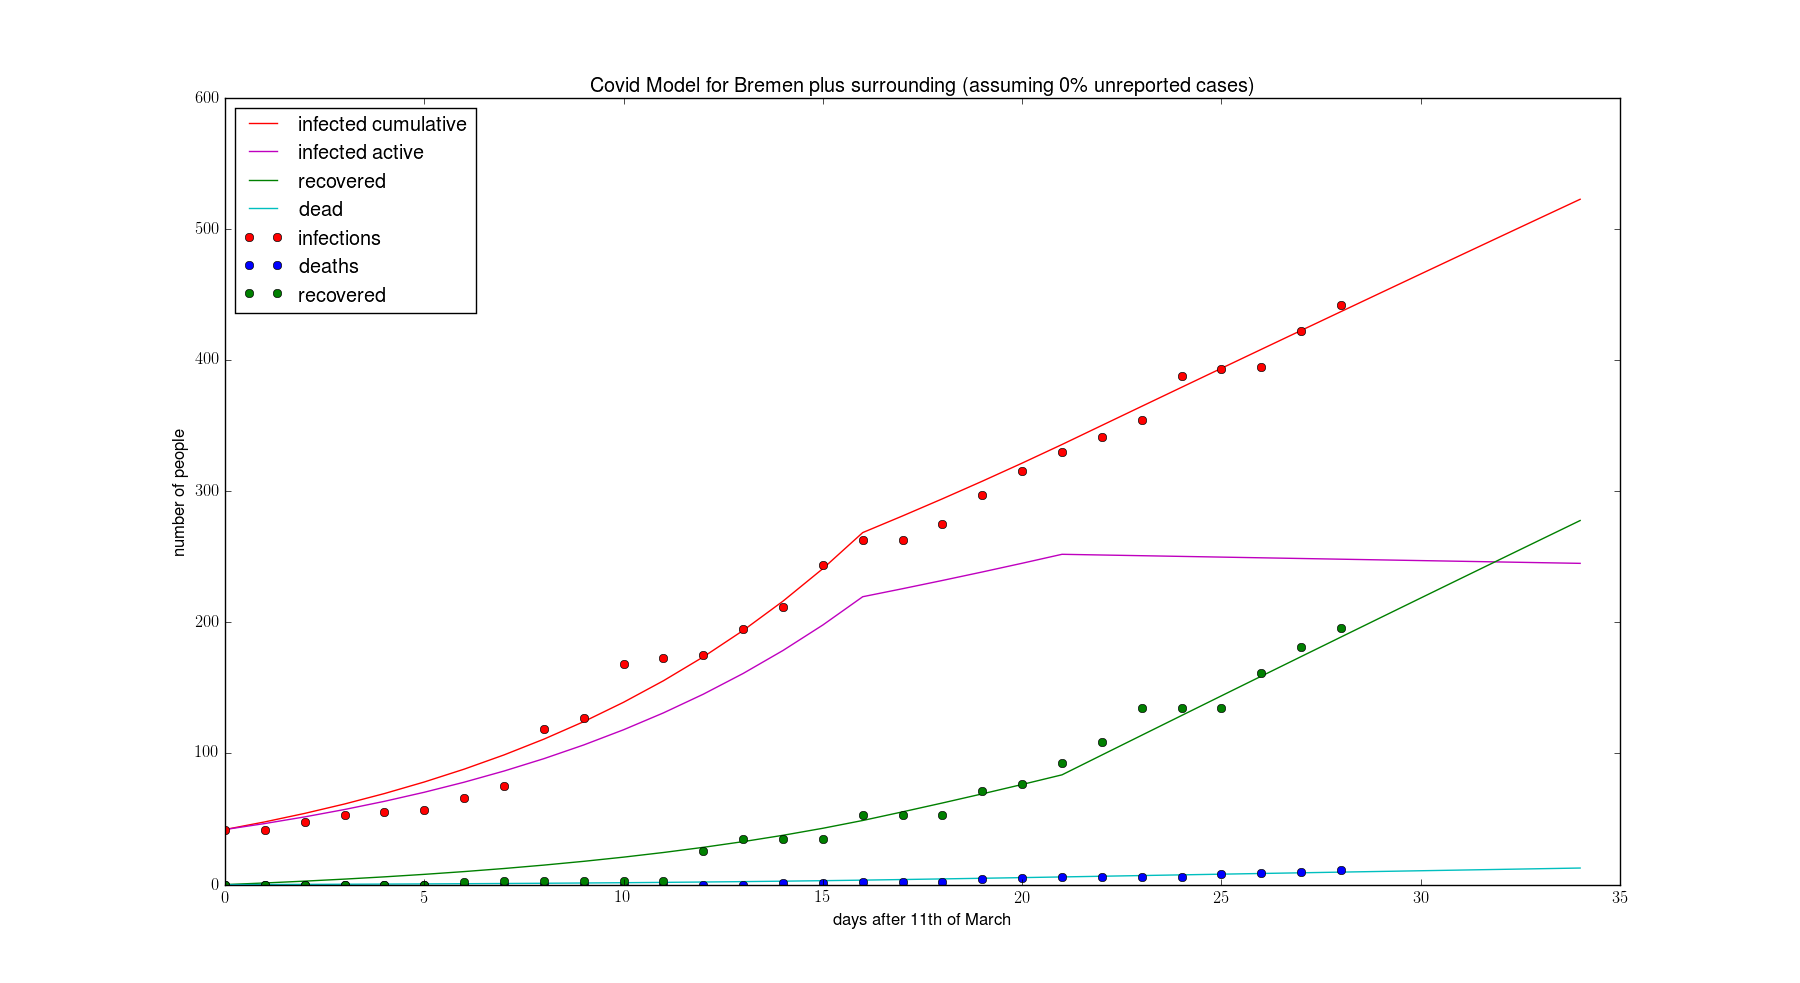 Covid Model for Bremen plus surrounding (assuming 0% unreported cases)
600
500
400
300
200
100
0
number of people
infected cumulative
infected active
recovered
dead
infections
deaths
recovered
0 5 10 15 20 25 30 35
days after 11th of March